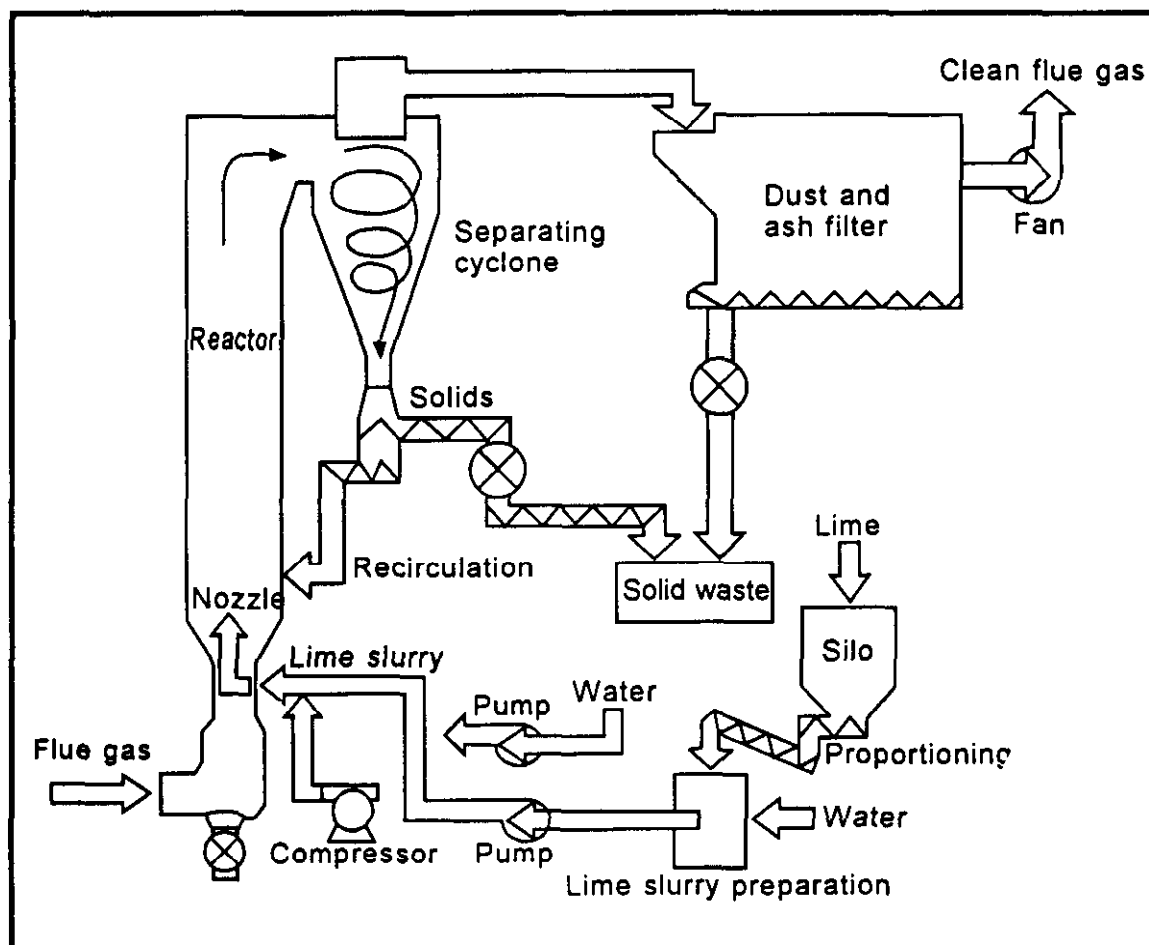 Clean flue gas
Dust and
ash filter
Fan
Separating
cyclone
Reactor
Solids
Recirculation
Nozzle
Solid waste
Lime
Silo
Lime slurry
Water
Pump
Proportioning
Flue gas
Water
Compressor
Pump
Lime slurry preparation